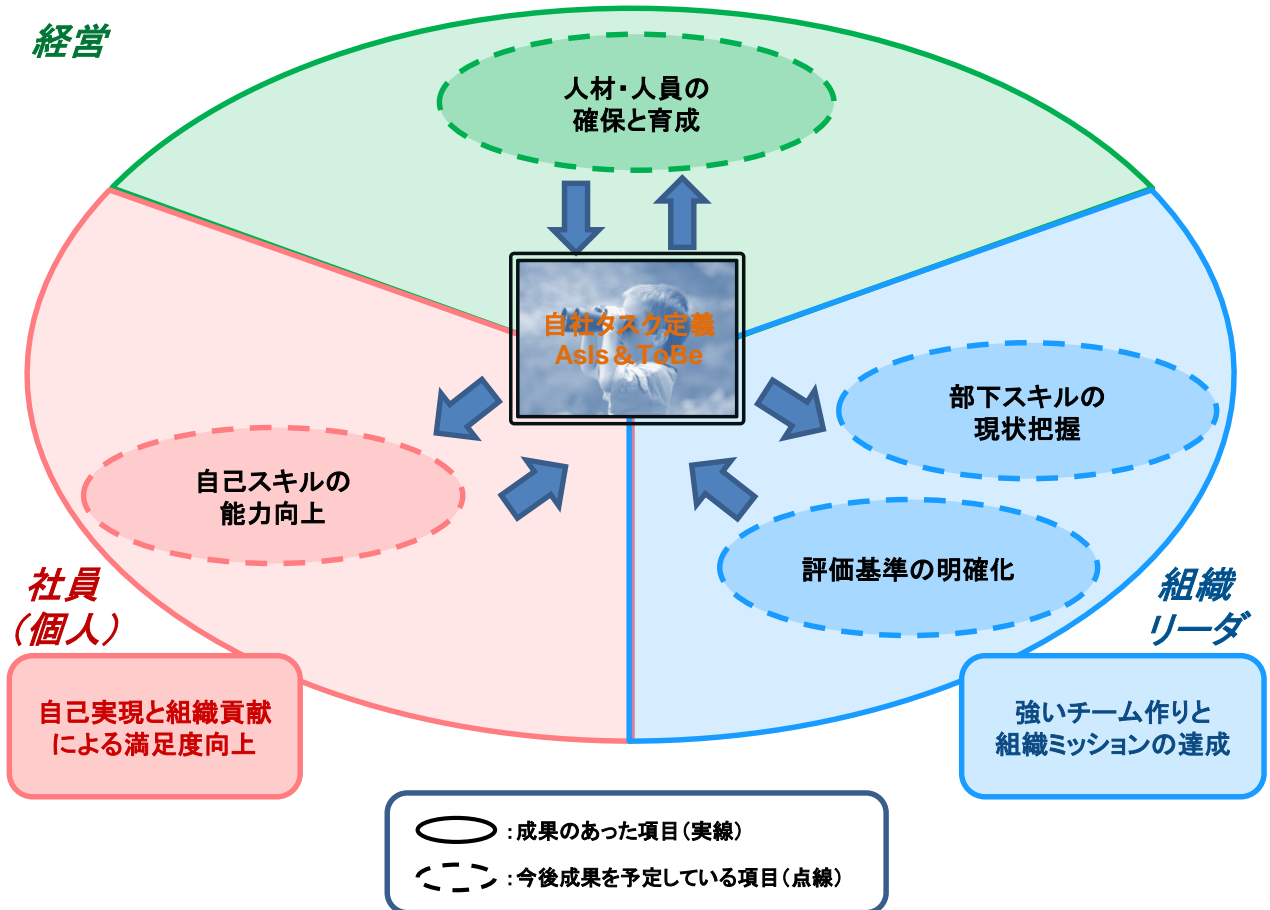 経営
人材・人員の
確保と育成
自社タスク定義
AsIs＆ToBe
部下スキルの
現状把握
自己スキルの
能力向上
評価基準の明確化
社員
（個人）
組織
リーダ
自己実現と組織貢献
による満足度向上
強いチーム作りと
組織ミッションの達成
：成果のあった項目（実線）
：今後成果を予定している項目（点線）